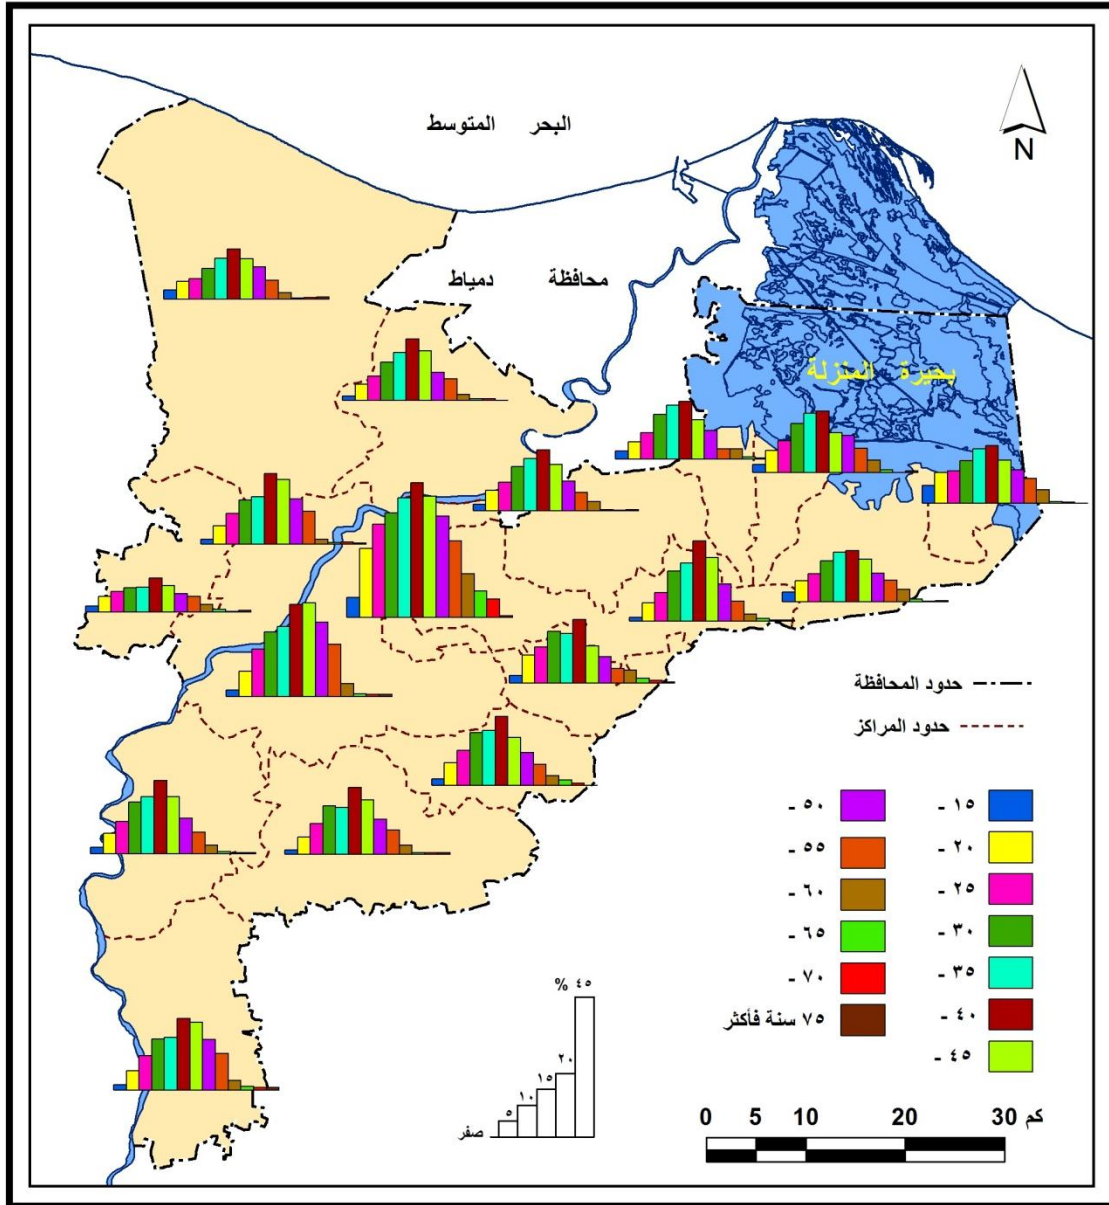 البحر المتوسط
N
محافظة دمياط
بحيرة المنزلة
حدود المحافظة
حدود المراكز
١٥ -
٢٠ -
٢٥ -
٣٠ -
٣٥ -
٤٠ -
٤٥ -
٥٠ -
٥٥ -
٦٠ -
٦٥ -
٧٠ -
٧٥ سنة فأكثر
% ٤٥
٢٠
١٥
١٠
٥
صفر
0 5 10 20 30 كم